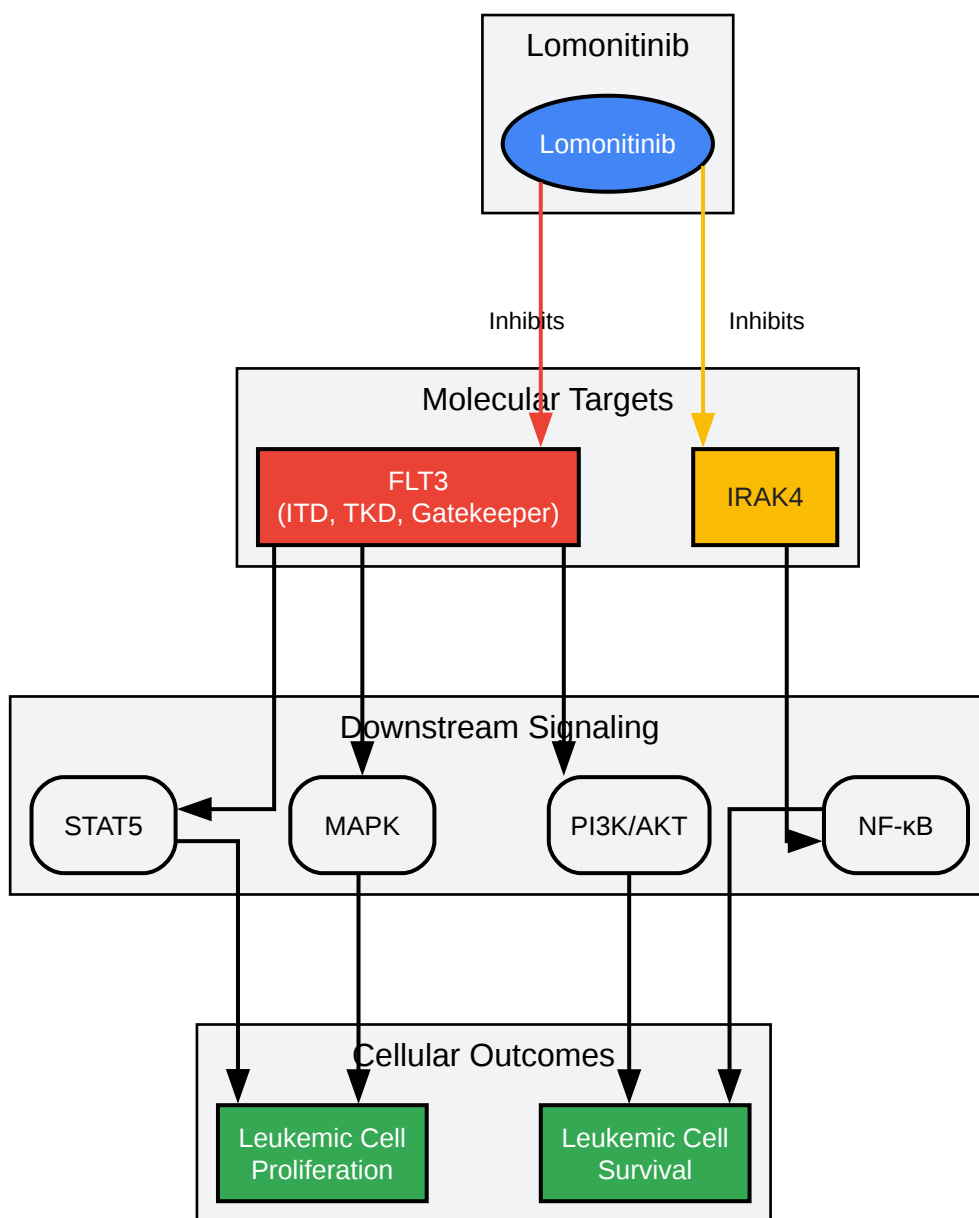 Lomonitinib
Lomonitinib
Inhibits
Inhibits
Molecular Targets
FLT3
(ITD, TKD, Gatekeeper)
IRAK4
Downstream Signaling
STAT5
MAPK
PI3K/AKT
NF-κB
Cellular Outcomes
Leukemic Cell
Proliferation
Leukemic Cell
Survival